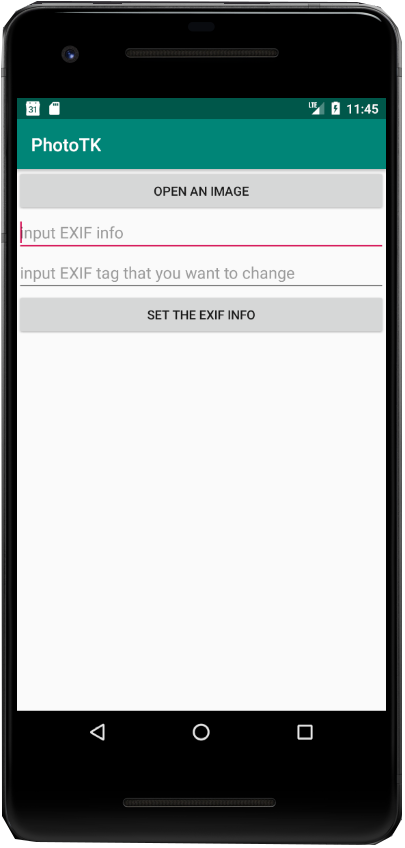 31 LTE 11:45
PhotoTK
OPEN AN IMAGE
input EXIF info
input EXIF tag that you want to change
SET THE EXIF INFO